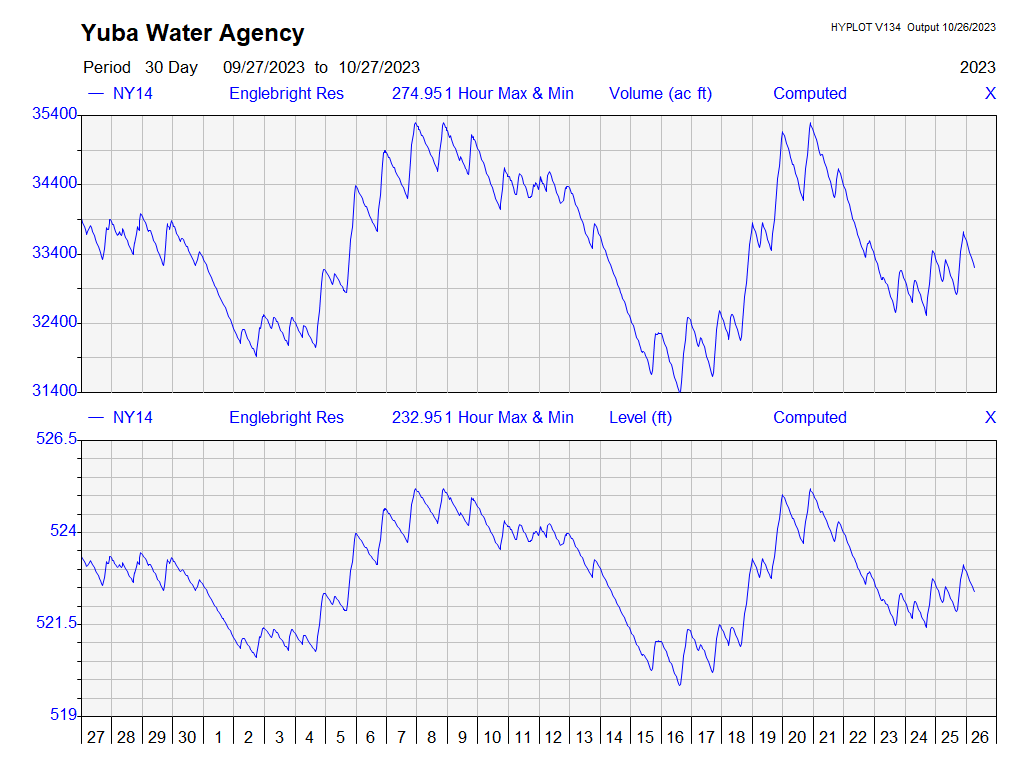 Yuba Water Agency
HYPLOT V134 Output 10/26/2023
Period 30 Day 09/27/2023 to 10/27/2023
2023
NY14 Englebright Res 274.951 Hour Max & Min Volume (ac ft) Computed X
35400
34400
33400
32400
31400
NY14 Englebright Res 232.951 Hour Max & Min Level (ft) Computed X
526.5
524
521.5
519
27 28 29 30 1 2 3 4 5 6 7 8 9 10 11 12 13 14 15 16 17 18 19 20 21 22 23 24 25 26